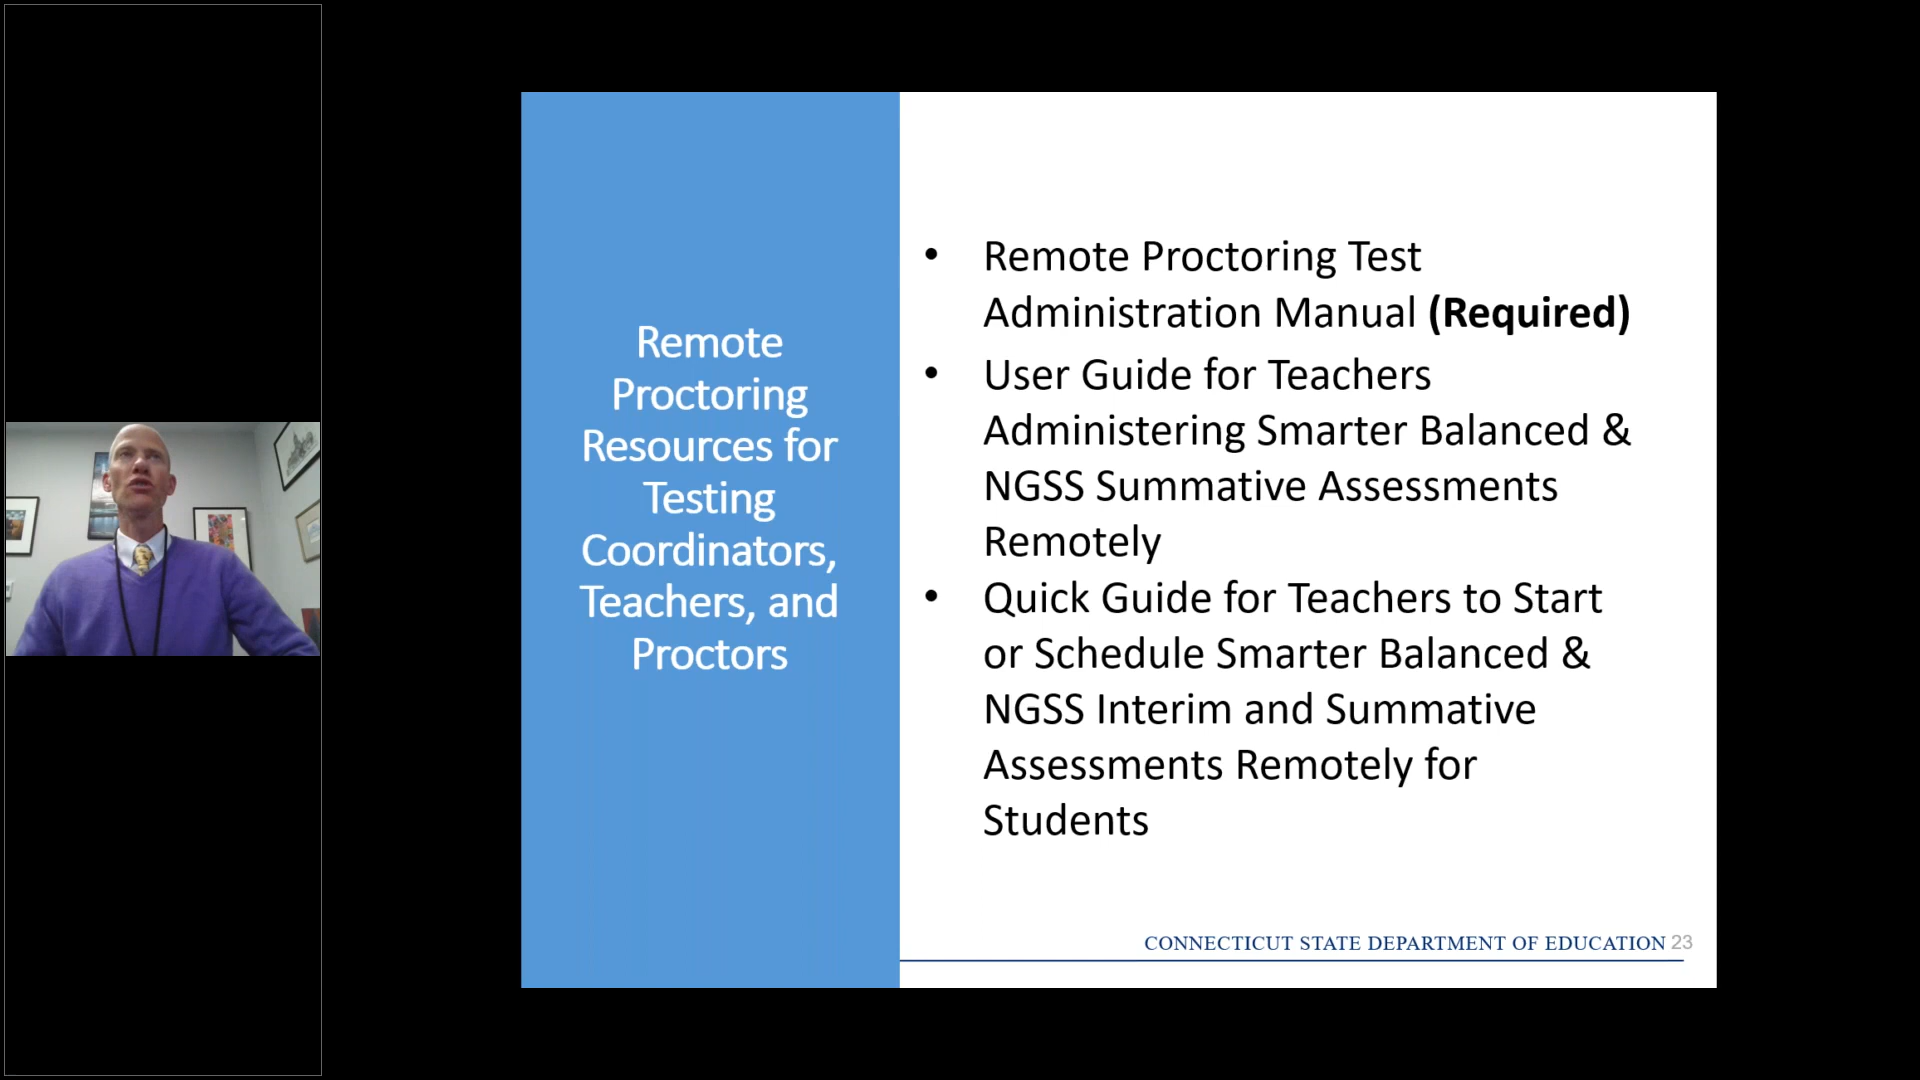 Remote
Proctoring
Resources for
Testing
Coordinators,
Teachers, and
Proctors
• Remote Proctoring Test
Administration Manual (Required)
• User Guide for Teachers
Administering Smarter Balanced &
NGSS Summative Assessments
Remotely
• Quick Guide for Teachers to Start
or Schedule Smarter Balanced &
NGSS Interim and Summative
Assessments Remotely for
Students
CONNECTICUT STATE DEPARTMENT OF EDUCATION 23